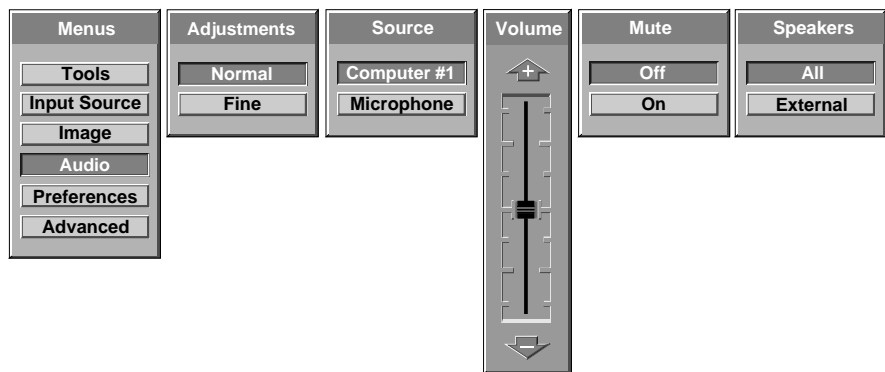 Menus
Tools
Input Source
Image
Audio
Preferences
Advanced
Adjustments
Normal
Fine
Source
Computer #1
Microphone
Volume
+
−
Mute
Off
On
Speakers
All
External